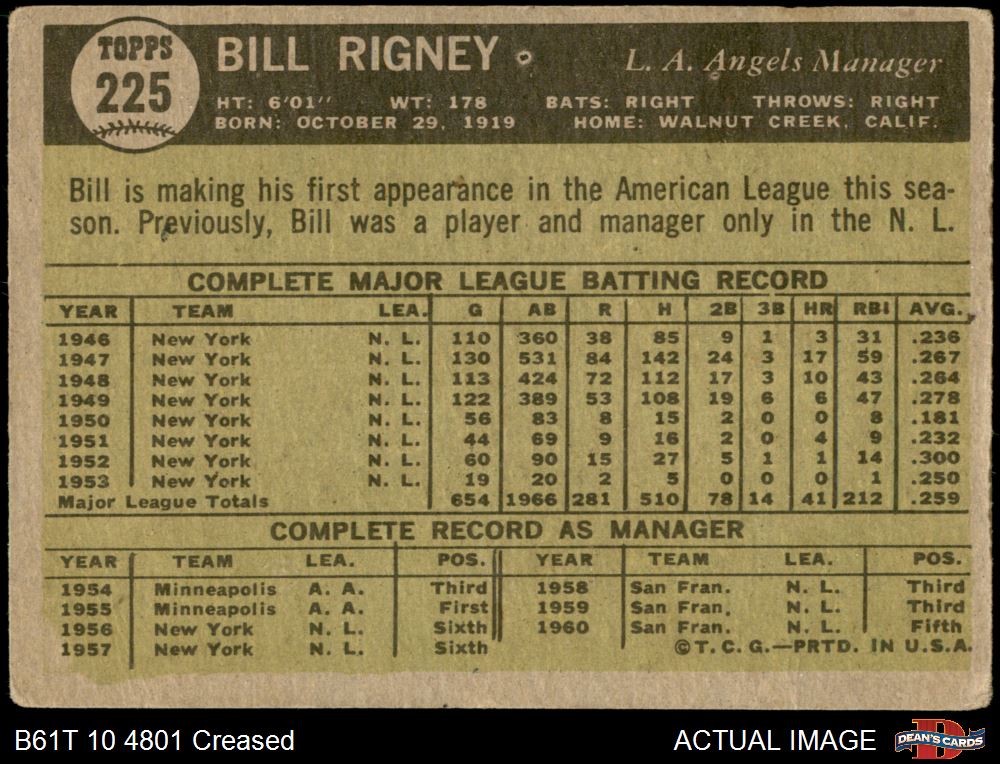 TOPPS
225
BILL RIGNEY
L. A. Angels Manager
HT: 6'01" WT: 178 BATS: RIGHT THROWS: RIGHT
BORN: OCTOBER 29, 1919 HOME: WALNUT CREEK, CALIF.
Bill is making his first appearance in the American League this sea-
son. Previously, Bill was a player and manager only in the N. L.
COMPLETE MAJOR LEAGUE BATTING RECORD
YEAR TEAM LEA. G AB R H 2B 3B HR RBI AVG.
1946 New York N. L. 110 360 38 85 9 1 3 31 .236
1947 New York N. L. 130 531 84 142 24 3 17 59 .267
1948 New York N. L. 113 424 72 112 17 3 10 43 .264
1949 New York N. L. 122 389 53 108 19 6 6 47 .278
1950 New York N. L. 56 83 8 15 2 0 0 8 .181
1951 New York N. L. 44 69 9 16 2 0 4 9 .232
1952 New York N. L. 60 90 15 27 5 1 1 14 .300
1953 New York N. L. 19 20 2 5 0 0 0 1 .250
Major League Totals 654 1966 281 510 78 14 41 212 .259
COMPLETE RECORD AS MANAGER
YEAR TEAM LEA. POS. YEAR TEAM LEA. POS.
1954 Minneapolis A. A. Third 1958 San Fran. N. L. Third
1955 Minneapolis A. A. First 1959 San Fran. N. L. Third
1956 New York N. L. Sixth 1960 San Fran. N. L. Fifth
1957 New York N. L. Sixth ©T. C. G.—PRTD. IN U.S.A.
B61T 10 4801 Creased ACTUAL IMAGE DEAN'S CARDS